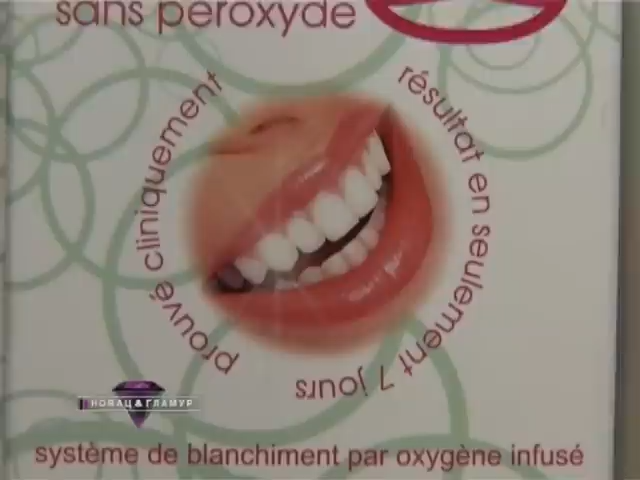 sans peroxyde
prouvé cliniquement
résultat en seulement 7 jours
НОВАЦ & ГЛАМУР
système de blanchiment par oxygène infusé